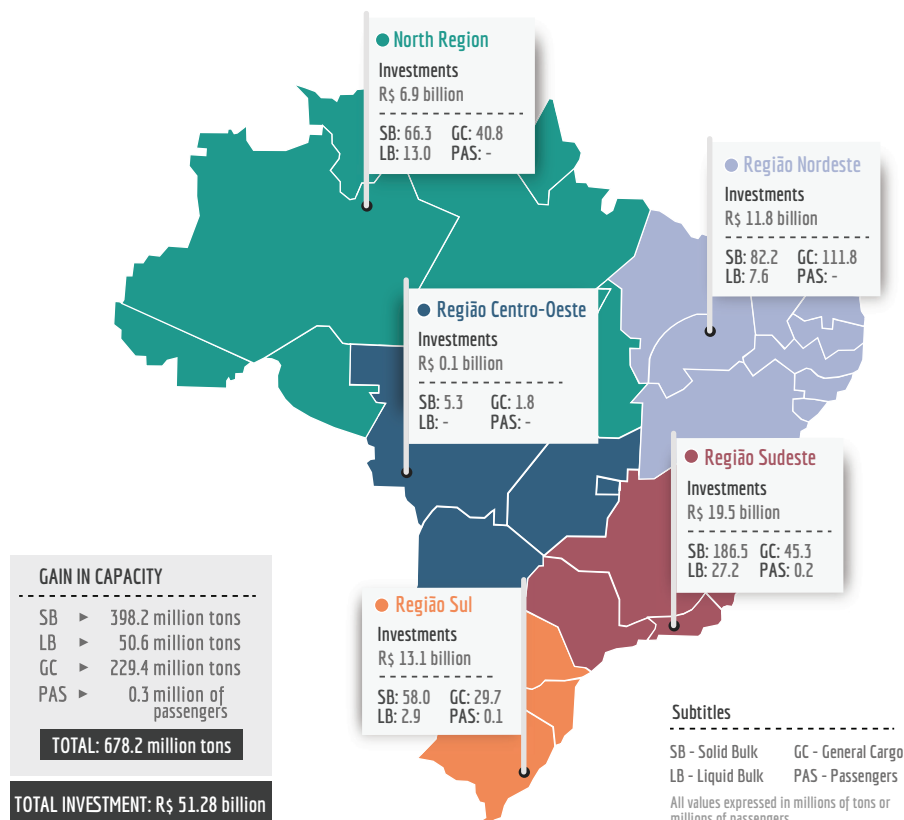 North Region
Investments
R$ 6.9 billion
SB: 66.3 GC: 40.8
LB: 13.0 PAS: -
Região Nordeste
Investments
R$ 11.8 billion
SB: 82.2 GC: 111.8
LB: 7.6 PAS: -
Região Centro-Oeste
Investments
R$ 0.1 billion
SB: 5.3 GC: 1.8
LB: - PAS: -
Região Sudeste
Investments
R$ 19.5 billion
SB: 186.5 GC: 45.3
LB: 27.2 PAS: 0.2
Região Sul
Investments
R$ 13.1 billion
SB: 58.0 GC: 29.7
LB: 2.9 PAS: 0.1
GAIN IN CAPACITY
SB ► 398.2 million tons
LB ► 50.6 million tons
GC ► 229.4 million tons
PAS ► 0.3 million of
passengers
TOTAL: 678.2 million tons
TOTAL INVESTMENT: R$ 51.28 billion
Subtitles
SB - Solid Bulk GC - General Cargo
LB - Liquid Bulk PAS - Passengers
All values expressed in millions of tons or
millions of passengers